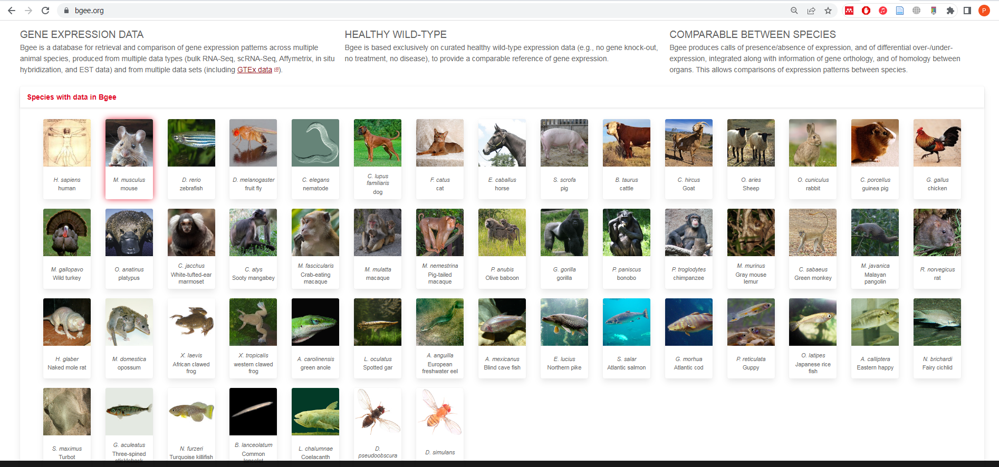 bgee.org
P
GENE EXPRESSION DATA
Bgee is a database for retrieval and comparison of gene expression patterns across multiple
animal species, produced from multiple data types (bulk RNA-Seq, scRNA-Seq, Affymetrix, in situ
hybridization, and EST data) and from multiple data sets (including GTEx data).
HEALTHY WILD-TYPE
Bgee is based exclusively on curated healthy wild-type expression data (e.g., no gene knock-out,
no treatment, no disease), to provide a comparable reference of gene expression.
COMPARABLE BETWEEN SPECIES
Bgee produces calls of presence/absence of expression, and of differential over-/under-
expression, integrated along with information of gene orthology, and of homology between
organs. This allows comparisons of expression patterns between species.
Species with data in Bgee
H. sapiens
human
M. musculus
mouse
D. rerio
zebrafish
D. melanogaster
fruit fly
C. elegans
nematode
C. lupus
familiaris
dog
F. catus
cat
E. caballus
horse
S. scrofa
pig
B. taurus
cattle
C. hircus
Goat
O. aries
Sheep
O. cuniculus
rabbit
C. porcellus
guinea pig
G. gallus
chicken
M. gallopavo
Wild turkey
O. anatinus
platypus
C. jacchus
White-tufted-ear
marmoset
C. atys
Sooty mangabey
M. fascicularis
Crab-eating
macaque
M. mulatta
macaque
M. nemestrina
Pig-tailed
macaque
P. anubis
Olive baboon
G. gorilla
gorilla
P. paniscus
bonobo
P. troglodytes
chimpanzee
M. murinus
Gray mouse
lemur
C. sabaeus
Green monkey
M. javanica
Malayan
pangolin
R. norvegicus
rat
H. glaber
Naked mole rat
M. domestica
opossum
X. laevis
African clawed
frog
X. tropicalis
western clawed
frog
A. carolinensis
green anole
L. oculatus
Spotted gar
A. anguilla
European
freshwater eel
A. mexicanus
Blind cave fish
E. lucius
Northern pike
S. salar
Atlantic salmon
G. morhua
Atlantic cod
P. reticulata
Guppy
O. latipes
Japanese rice
fish
A. calliptera
Eastern happy
N. brichardi
Fairy cichlid
S. maximus
Turbot
G. aculeatus
Three-spined
stickleback
N. furzeri
Turquoise killifish
B. lanceolatum
Common
lancelet
L. chalumnae
Coelacanth
D.
pseudoobscura
D. simulans